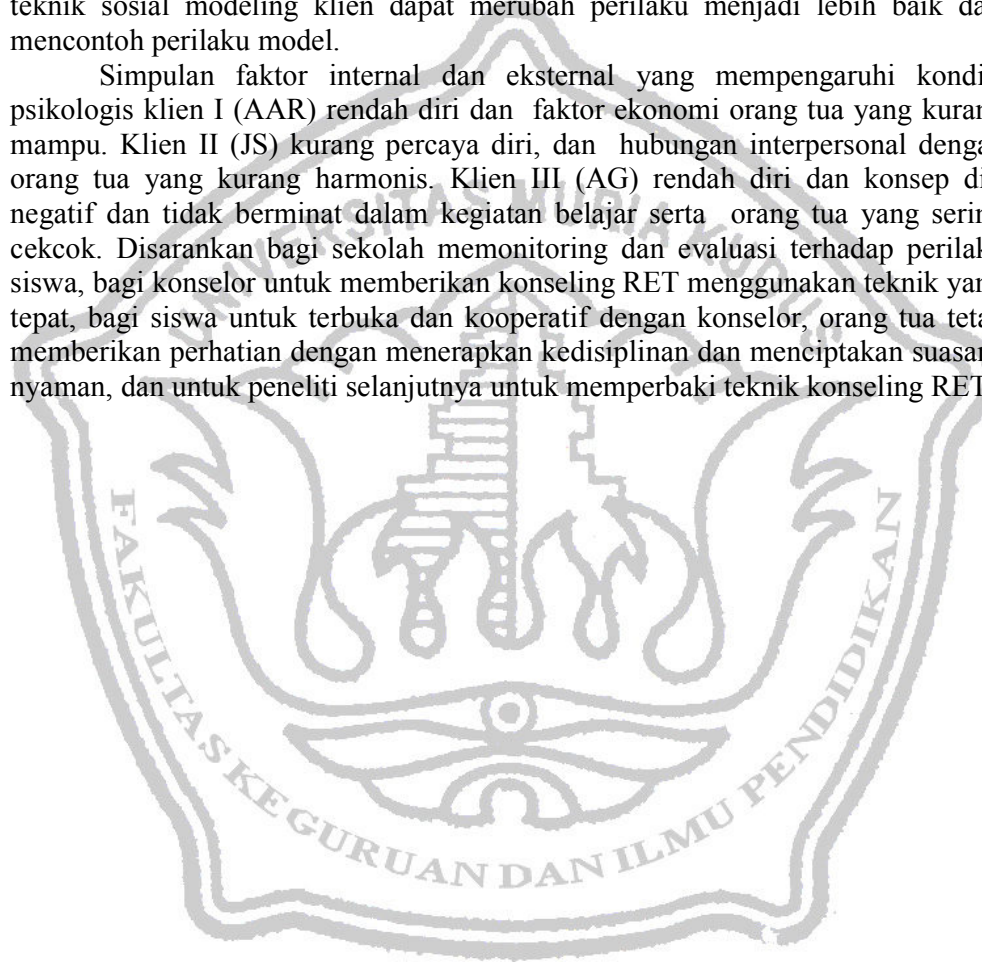 teknik sosial modeling klien dapat merubah perilaku menjadi lebih baik da
mencontoh perilaku model.
Simpulan faktor internal dan eksternal yang mempengaruhi kondi
psikologis klien I (AAR) rendah diri dan faktor ekonomi orang tua yang kuran
mampu. Klien II (JS) kurang percaya diri, dan hubungan interpersonal denga
orang tua yang kurang harmonis. Klien III (AG) rendah diri dan konsep di
negatif dan tidak berminat dalam kegiatan belajar serta orang tua yang serin
cekcok. Disarankan bagi sekolah memonitoring dan evaluasi terhadap perilak
siswa, bagi konselor untuk memberikan konseling RET menggunakan teknik yan
tepat, bagi siswa untuk terbuka dan kooperatif dengan konselor, orang tua teta
memberikan perhatian dengan menerapkan kedisiplinan dan menciptakan suasan
nyaman, dan untuk peneliti selanjutnya untuk memperbaki teknik konseling RET
UNIVERSITAS MURIA KUDUS
FAKULTAS KEGURUAN DAN ILMU PENDIDIKAN